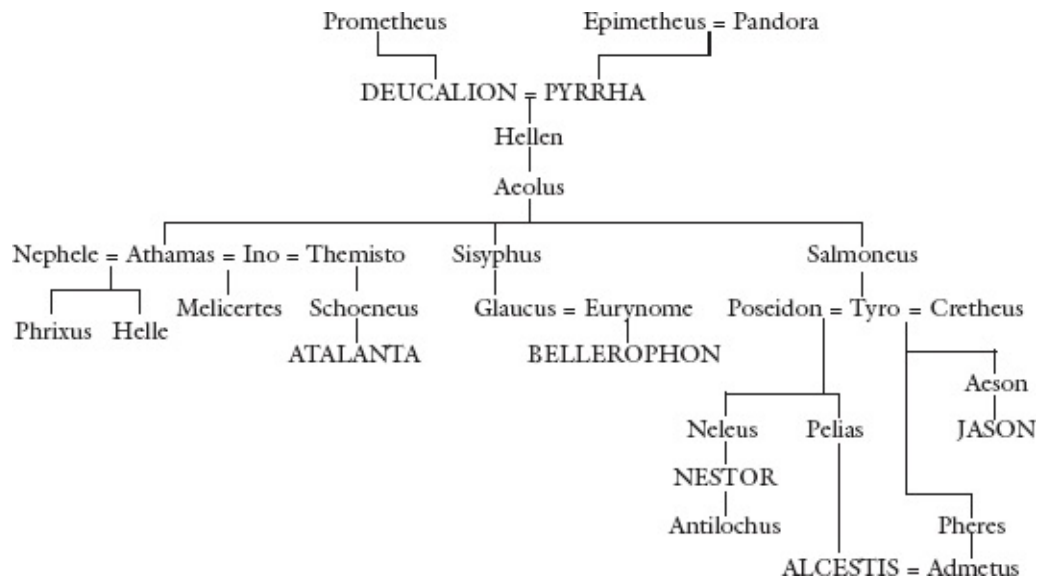 Prometheus Epimetheus = Pandora
DEUCALION = PYRRHA
Hellen
Aeolus
Nephele = Athamas = Ino = Themisto Sisyphus Salmoneus
Melicertes Schoeneus Glaucus = Eurynome Poseidon = Tyro = Cretheus
Phrixus Helle
ATALANTA BELLEROPHON
Aeson
Neleus Pelias JASON
NESTOR
Antilochus Pheres
ALCESTIS = Admetus